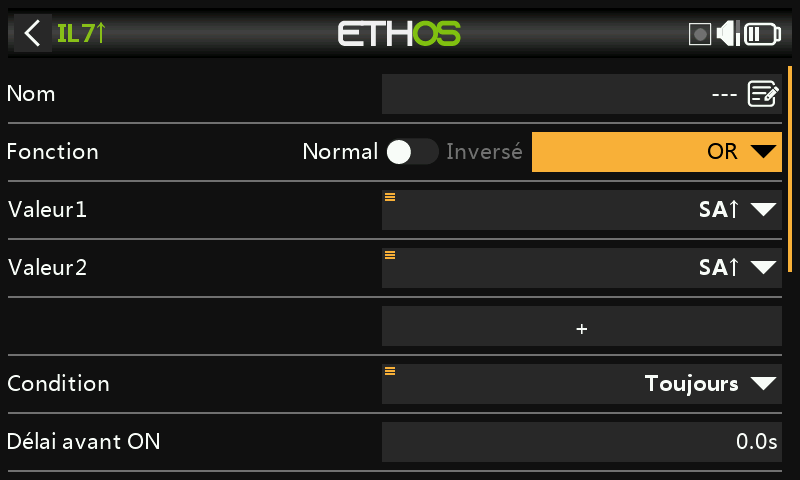 IL7↑ ETHOS
Nom ---
Fonction Normal Inversé OR
Valeur1 SA↑
Valeur2 SA↑
+
Condition Toujours
Délai avant ON 0.0s